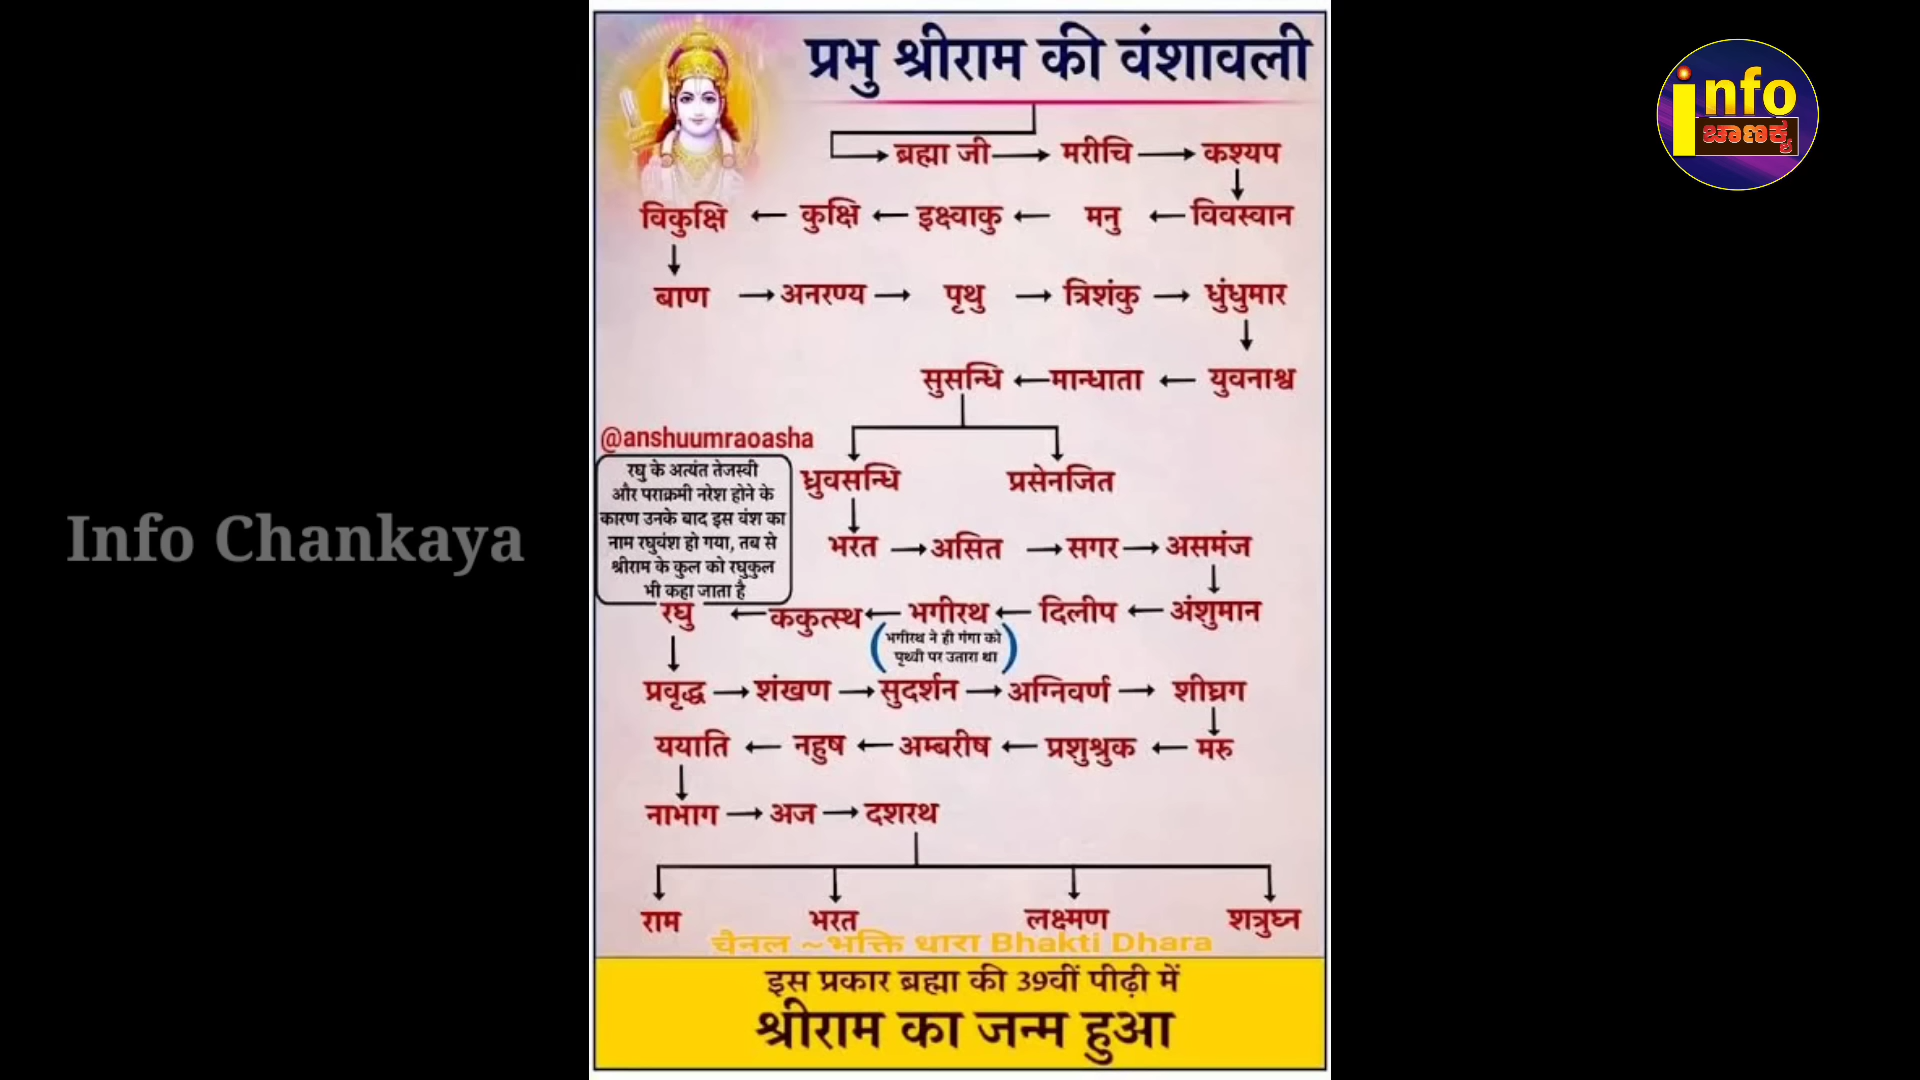 प्रभु श्रीराम की वंशावली
nfo
ಚಾಣಕ್ಯ
ब्रह्मा जी मरीचि कश्यप
विकुक्षि कुक्षि इक्ष्वाकु मनु विवस्वान
बाण अनरण्य पृथु त्रिशंकु धुंधुमार
सुसन्धि मान्धाता युवनाश्व
@anshuumraoasha
रघु के अत्यंत तेजस्वी
और पराक्रमी नरेश होने के
कारण उनके बाद इस वंश का
नाम रघुवंश हो गया, तब से
श्रीराम के कुल को रघुकुल
भी कहा जाता है
ध्रुवसन्धि प्रसेनजित
Info Chankaya
भरत असित सगर असमंज
रघु ककुत्स्थ भगीरथ दिलीप अंशुमान
(भगीरथ ने ही गंगा को
पृथ्वी पर उतारा था)
प्रवृद्ध शंखण सुदर्शन अग्निवर्ण शीघ्रग
ययाति नहुष अम्बरीष प्रशुश्रुक मरु
नाभाग अज दशरथ
राम भरत लक्ष्मण शत्रुघ्न
चैनल ~भक्ति धारा Bhakti Dhara
इस प्रकार ब्रह्मा की 39वीं पीढ़ी में
श्रीराम का जन्म हुआ